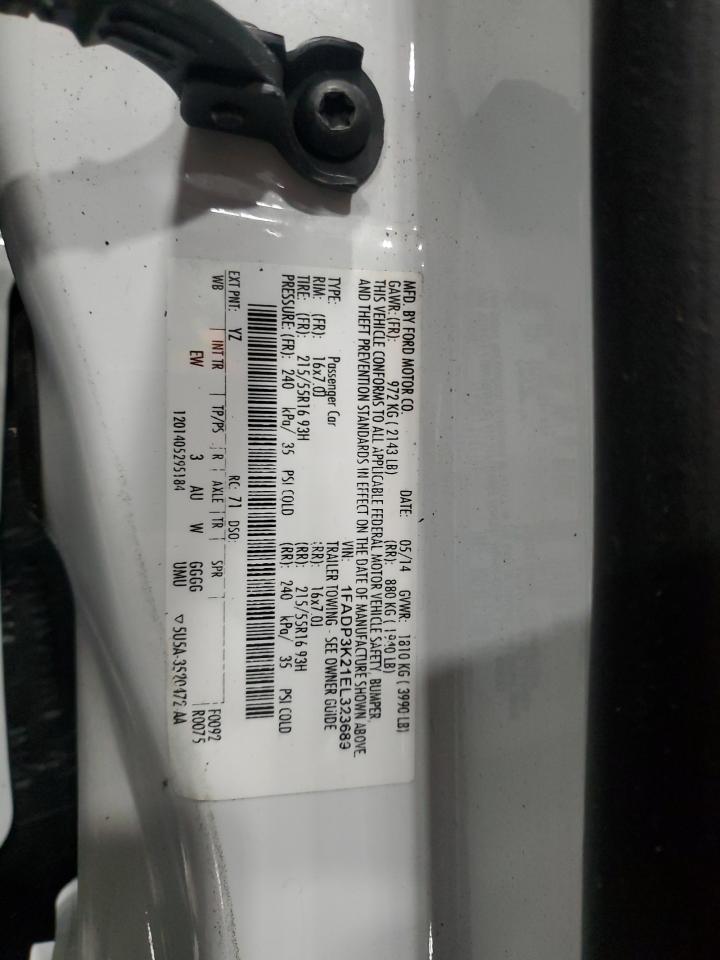 MFD. BY FORD MOTOR CO.
DATE: 05/14 GVWR: 1810 KG ( 3990 LB)
GAWR: (FR): 972 KG ( 2143 LB) (RR): 880 KG ( 1940 LB)
THIS VEHICLE CONFORMS TO ALL APPLICABLE FEDERAL MOTOR VEHICLE SAFETY, BUMPER,
AND THEFT PREVENTION STANDARDS IN EFFECT ON THE DATE OF MANUFACTURE SHOWN ABOVE.
VIN: 1FADP3K21EL323689
TYPE: Passenger Car TRAILER TOWING - SEE OWNER GUIDE
RIM: (FR): 16x7.0J (RR): 16x7.0J
TIRE: (FR): 215/55R16 93H (RR): 215/55R16 93H
PRESSURE: (FR): 240 kPa/ 35 PSI COLD (RR): 240 kPa/ 35 PSI COLD
EXT PNT: YZ RC: 71 DSO: F0092
WB INT TR TP/PS R AXLE TR SPR R0075
EW 3 AU W GGGG
UMU
1201405295184 5U5A-3520472 AA